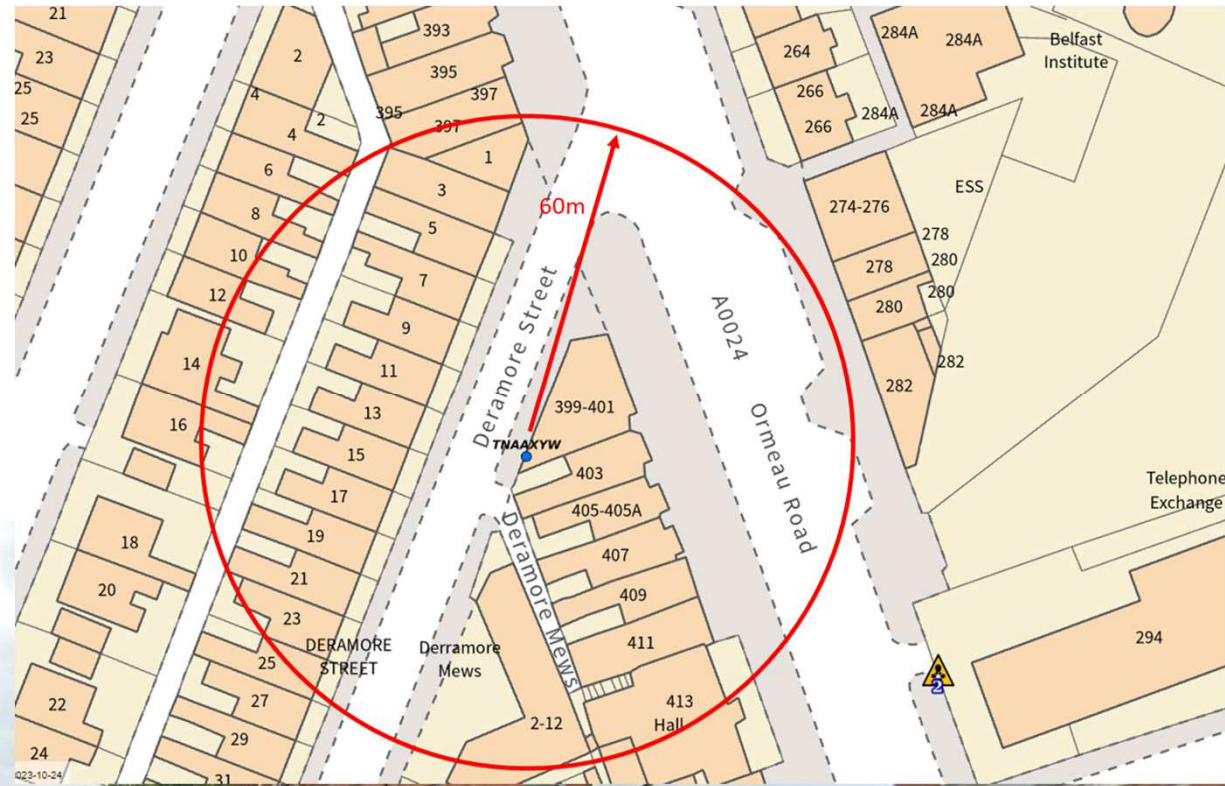 21
23
25
25
2
4
2
4
6
8
10
12
14
16
18
20
22
24
393
395
397
395
397
1
3
5
7
9
11
13
15
17
19
21
23
25
27
29
31
60m
Deramore Street
TNAAXYW
399-401
403
405-405A
407
409
411
413
Hall
Deramore Mews
DERAMORE
STREET
Derramore
Mews
2-12
A0024
Ormeau Road
264
266
266
284A
284A
284A
284A
Belfast
Institute
ESS
274-276
278
278
280
280
280
282
282
Telephone
Exchange
294
2
023-10-24